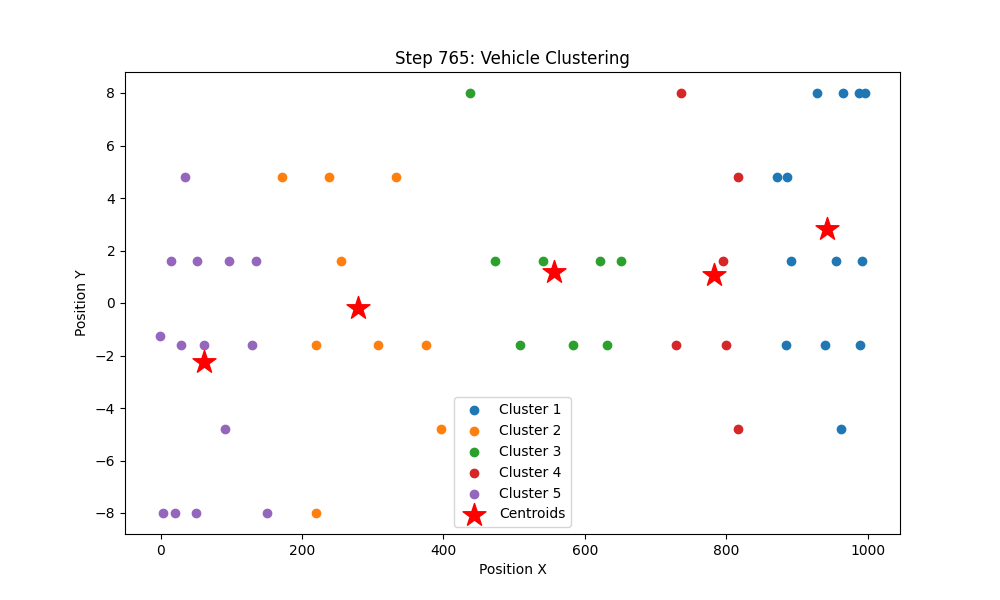 Step 765: Vehicle Clustering
8
6
4
2
0
−2
−4
−6
−8
Position Y
Cluster 1
Cluster 2
Cluster 3
Cluster 4
Cluster 5
Centroids
0 200 400 600 800 1000
Position X